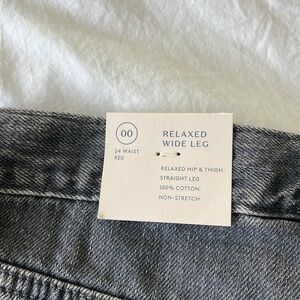 00
24 WAIST
REG
RELAXED
WIDE LEG
RELAXED HIP & THIGH
STRAIGHT LEG
100% COTTON
NON-STRETCH